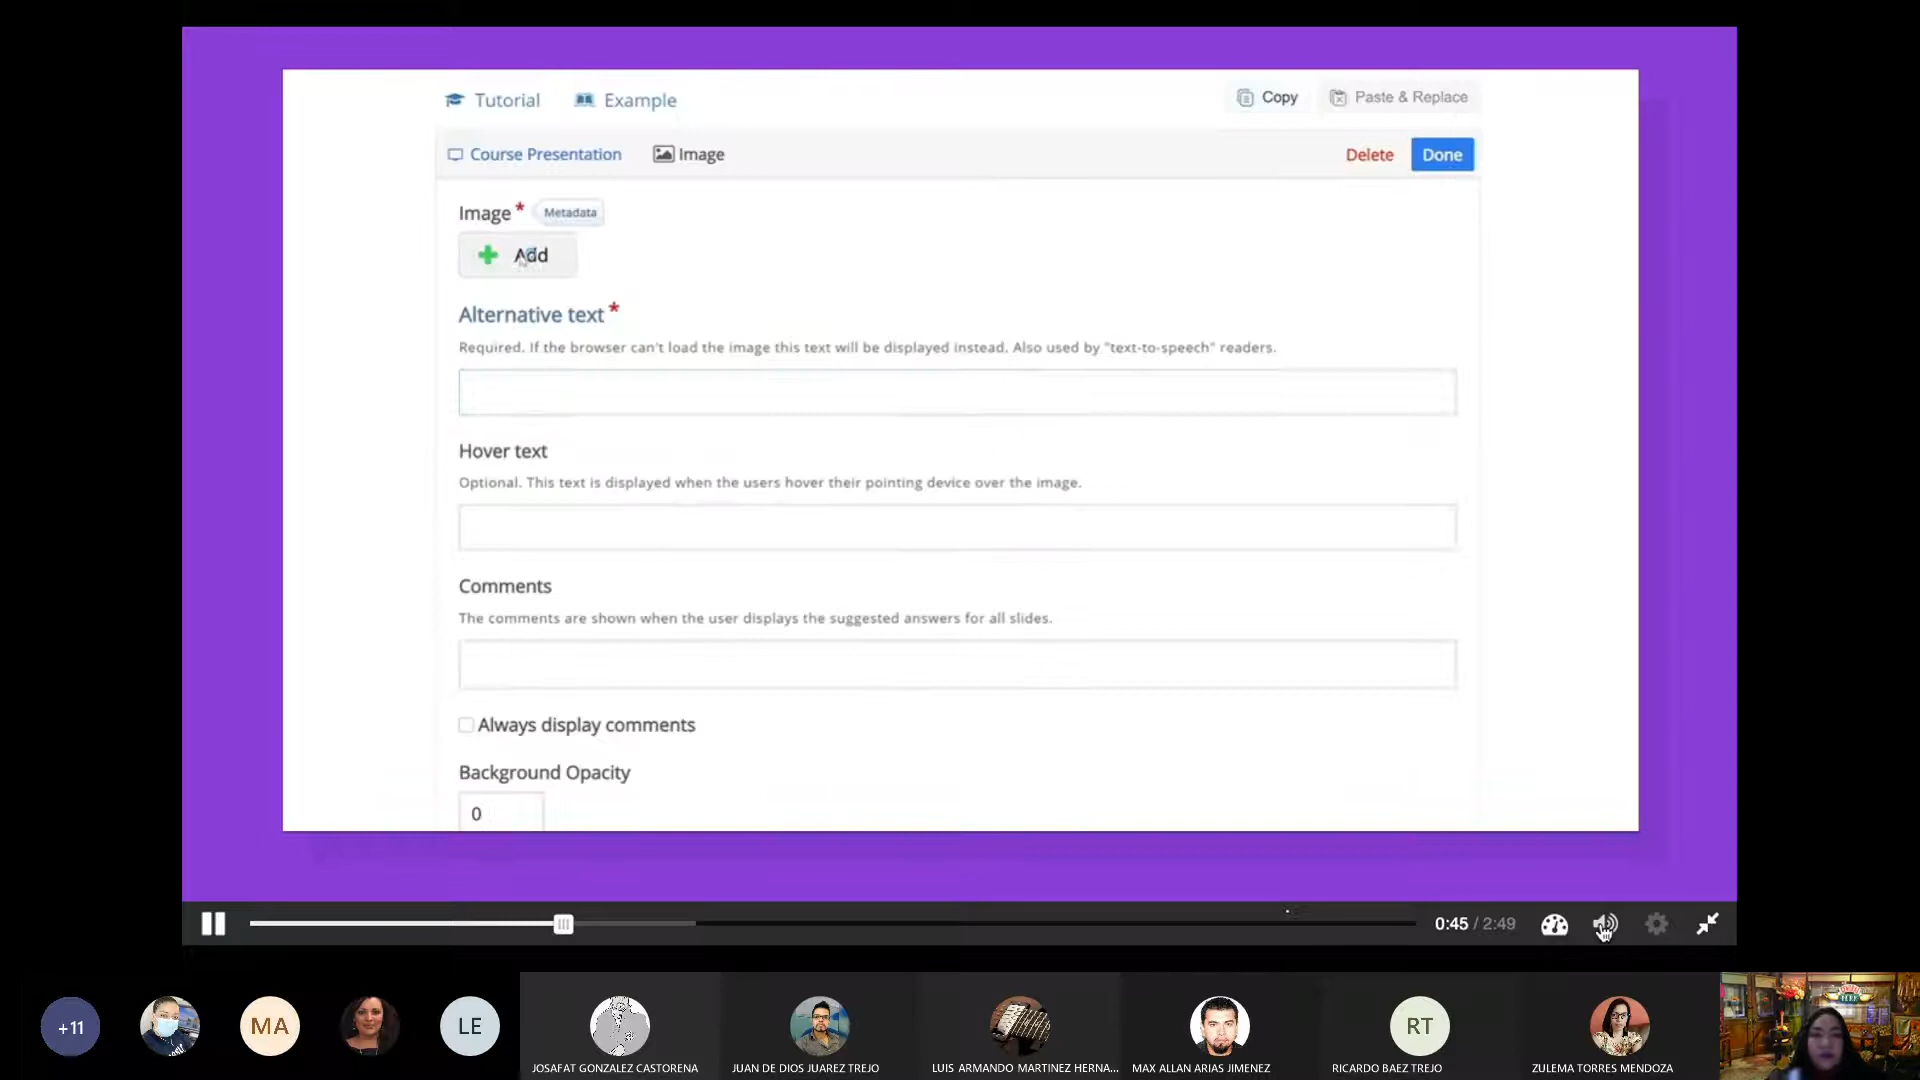 Tutorial Example Copy Paste & Replace
Course Presentation Image Delete Done
Image * Metadata
Add
Alternative text *
Required. If the browser can't load the image this text will be displayed instead. Also used by "text-to-speech" readers.
Hover text
Optional. This text is displayed when the users hover their pointing device over the image.
Comments
The comments are shown when the user displays the suggested answers for all slides.
Always display comments
Background Opacity
0
0:45 / 2:49
+11 MA LE RT
JOSAFAT GONZALEZ CASTORENA JUAN DE DIOS JUAREZ TREJO LUIS ARMANDO MARTINEZ HERNA... MAX ALLAN ARIAS JIMENEZ RICARDO BAEZ TREJO ZULEMA TORRES MENDOZA